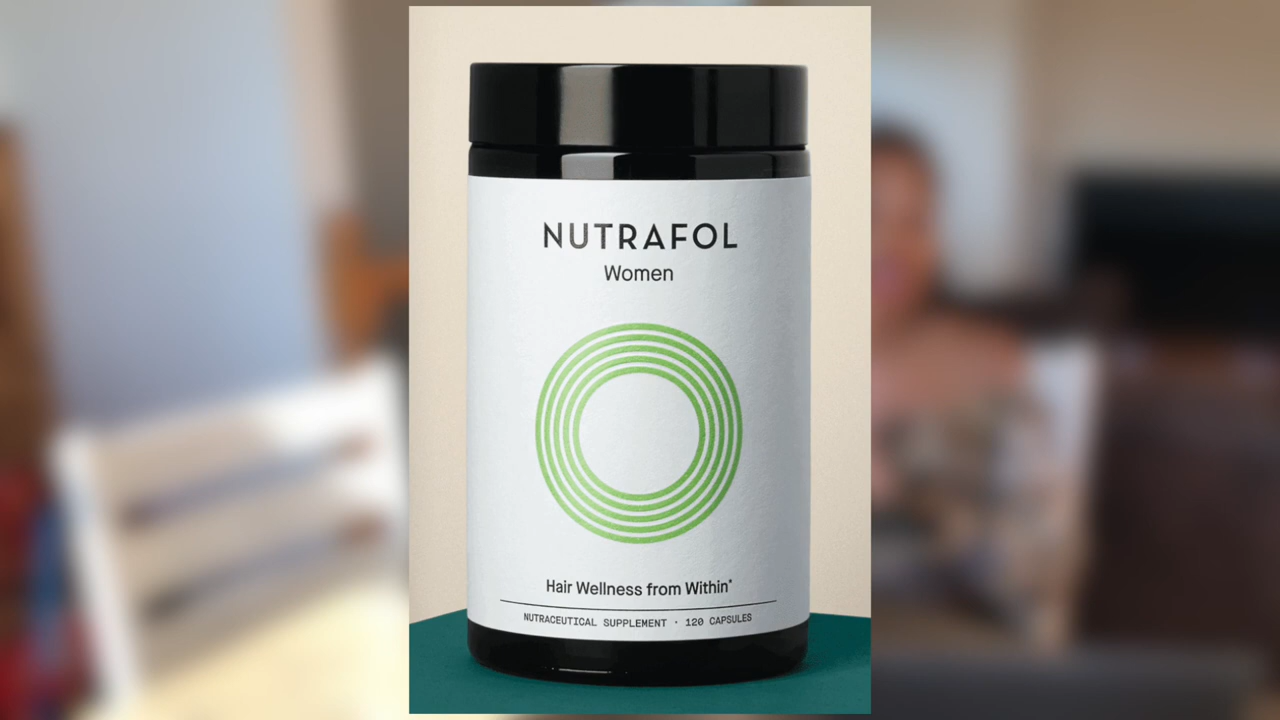 NUTRAFOL
Women
Hair Wellness from Within*
NUTRACEUTICAL SUPPLEMENT · 120 CAPSULES